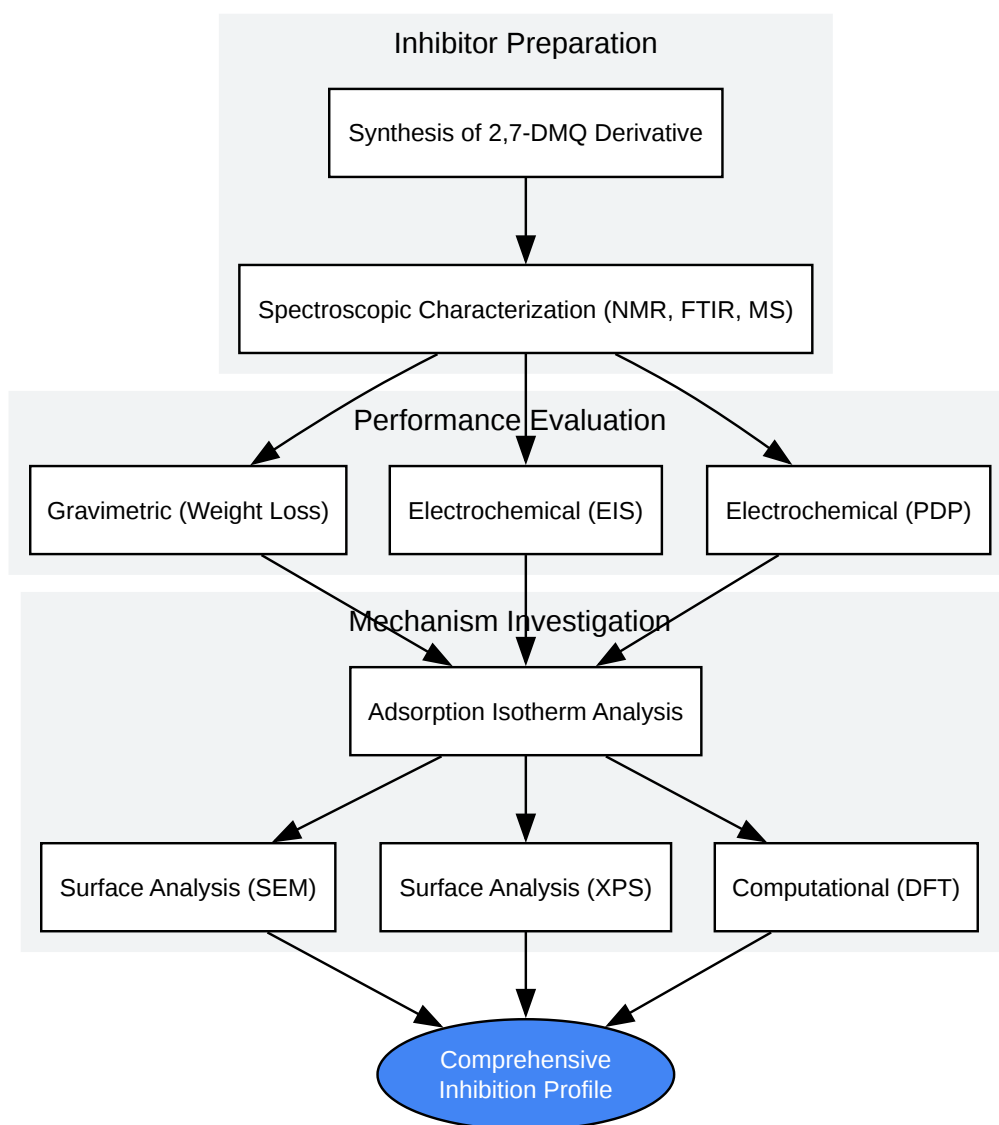 Inhibitor Preparation
Synthesis of 2,7-DMQ Derivative
Spectroscopic Characterization (NMR, FTIR, MS)
Performance Evaluation
Gravimetric (Weight Loss)
Electrochemical (EIS)
Electrochemical (PDP)
Mechanism Investigation
Adsorption Isotherm Analysis
Surface Analysis (SEM)
Surface Analysis (XPS)
Computational (DFT)
Comprehensive
Inhibition Profile